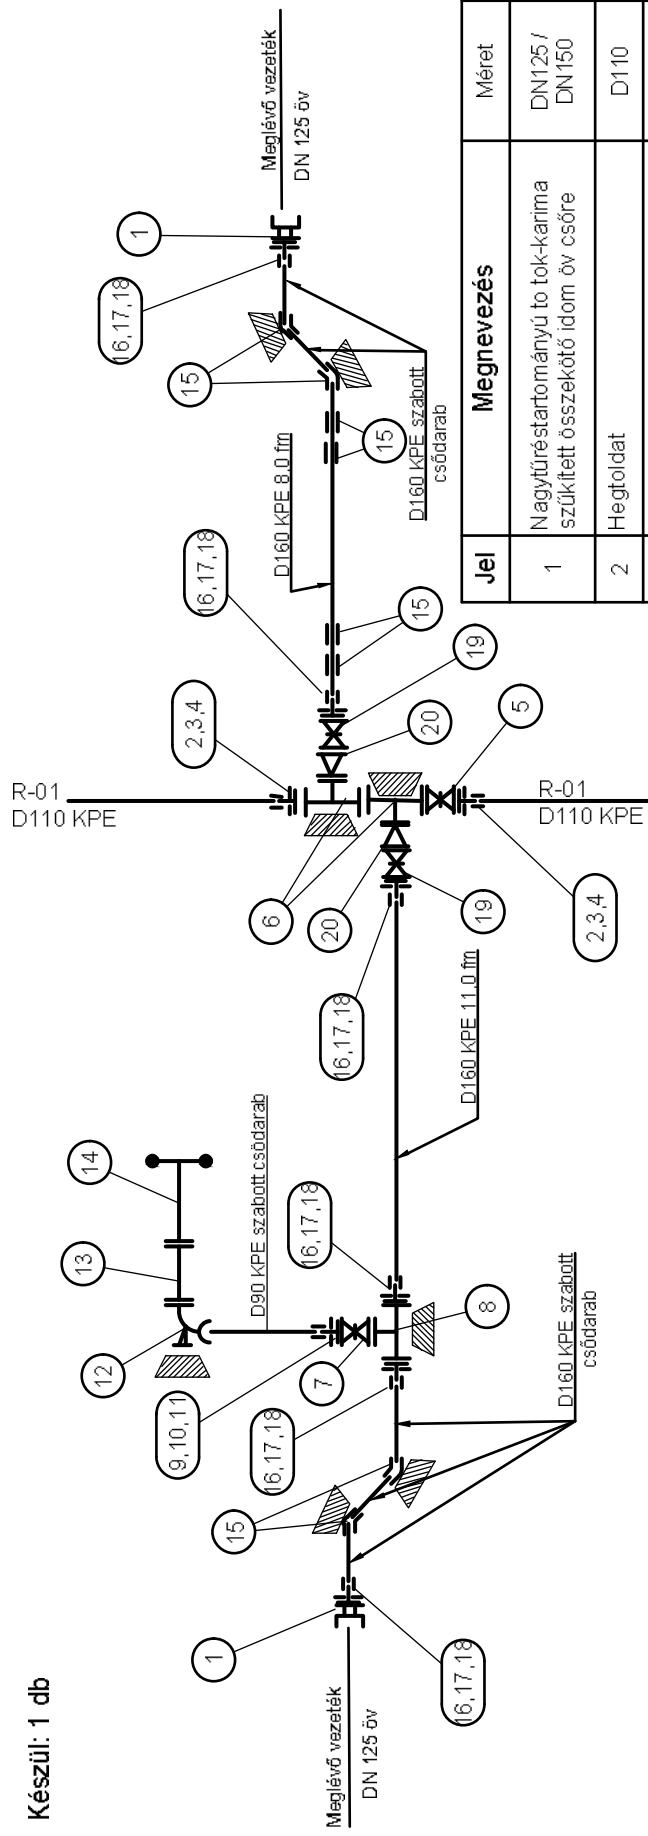 Készül: 1 db
Meglévő vezeték
DN 125 öv
1
16,17,18
15
D160 KPE szabott
csődarab
16,17,18
9,10,11
7
8
12
13
14
D90 KPE szabott csődarab
16,17,18
D160 KPE 11,0 fm
16,17,18
20
19
6
R-01
D110 KPE
2,3,4
5
20
19
R-01
D110 KPE
2,3,4
16,17,18
15
D160 KPE 8,0 fm
15
15
D160 KPE szabott
csődarab
16,17,18
1
Meglévő vezeték
DN 125 öv
Jel
Megnevezés
Méret
1
Nagytűréstartományú to tok-karima
szűkített összekötő idom öv csőre
DN125 /
DN150
2
Hegtoldat
D110